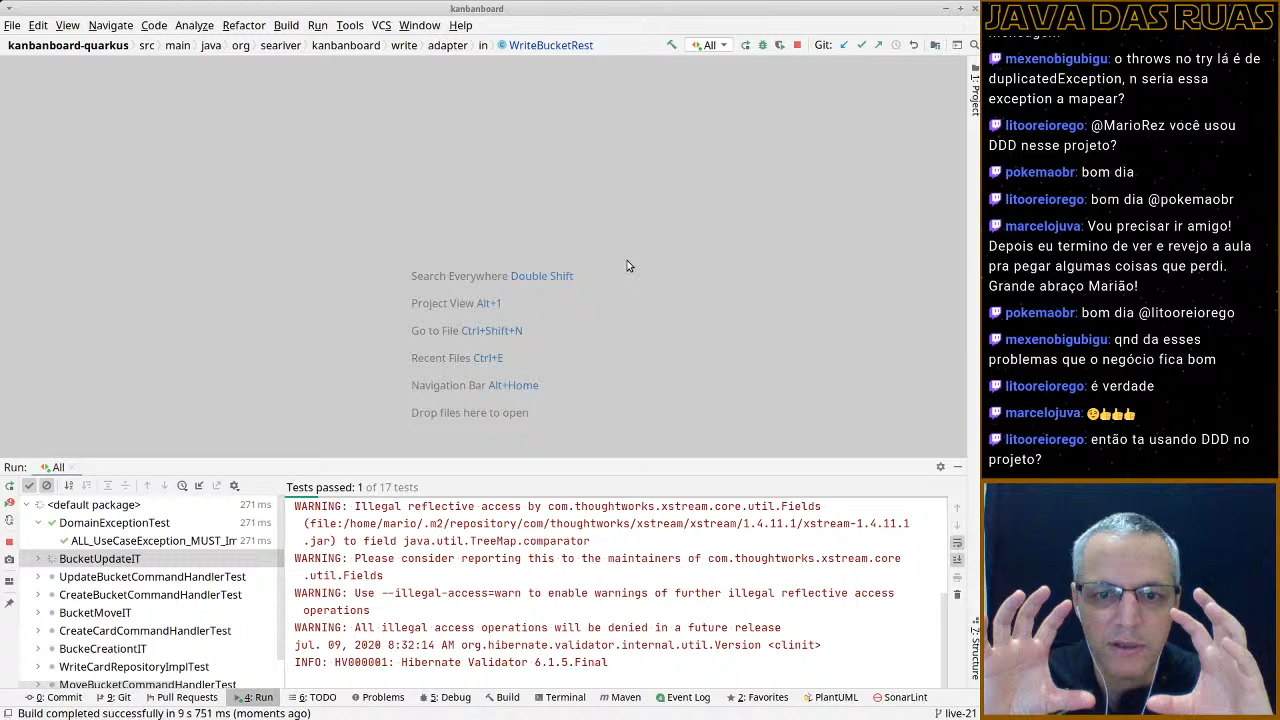 kanbanboard
File Edit View Navigate Code Analyze Refactor Build Run Tools VCS Window Help
kanbanboard-quarkus src main java org seariver kanbanboard write adapter in WriteBucketRest
All
Git:
1: Project
Search Everywhere Double Shift
Project View Alt+1
Go to File Ctrl+Shift+N
Recent Files Ctrl+E
Navigation Bar Alt+Home
Drop files here to open
Run: All
Tests passed: 1 of 17 tests
<default package> 271 ms
DomainExceptionTest 271 ms
ALL_UseCaseException_MUST_Im 271 ms
BucketUpdateIT
UpdateBucketCommandHandlerTest
CreateBucketCommandHandlerTest
BucketMoveIT
CreateCardCommandHandlerTest
BuckeCreationtIT
WriteCardRepositoryImplTest
MoveBucketCommandHandlerTest
WARNING: Illegal reflective access by com.thoughtworks.xstream.core.util.Fields
(file:/home/mario/.m2/repository/com/thoughtworks/xstream/xstream/1.4.11.1/xstream-1.4.11.1
.jar) to field java.util.TreeMap.comparator
WARNING: Please consider reporting this to the maintainers of com.thoughtworks.xstream.core
.util.Fields
WARNING: Use --illegal-access=warn to enable warnings of further illegal reflective access
operations
WARNING: All illegal access operations will be denied in a future release
jul. 09, 2020 8:32:14 AM org.hibernate.validator.internal.util.Version <clinit>
INFO: HV000001: Hibernate Validator 6.1.5.Final
7: Structure
0: Commit 9: Git Pull Requests 4: Run 6: TODO Problems 5: Debug Build Terminal Maven Event Log 2: Favorites PlantUML SonarLint
Build completed successfully in 9 s 751 ms (moments ago)
live-21
JAVA DAS RUAS
mexenobigubigu: o throws no try lá é de
duplicatedException, n seria essa
exception a mapear?
litooreiorego: @MarioRez você usou
DDD nesse projeto?
pokemaobr: bom dia
litooreiorego: bom dia @pokemaobr
marcelojuva: Vou precisar ir amigo!
Depois eu termino de ver e revejo a aula
pra pegar algumas coisas que perdi.
Grande abraço Marião!
pokemaobr: bom dia @litooreiorego
mexenobigubigu: qnd da esses
problemas que o negócio fica bom
litooreiorego: é verdade
marcelojuva:
litooreiorego: então ta usando DDD no
projeto?